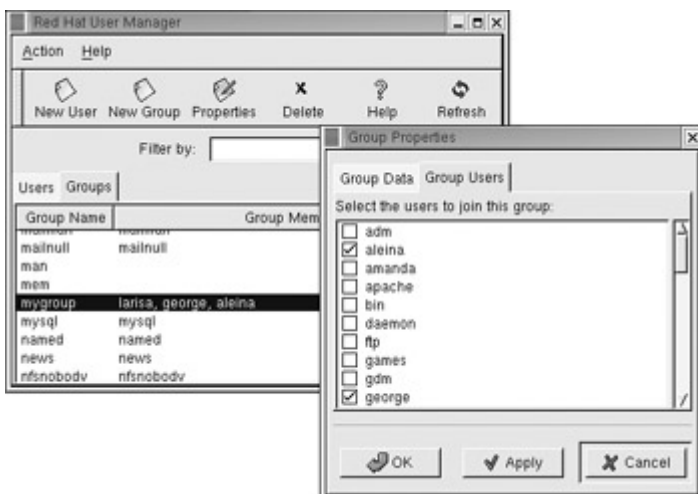 Red Hat User Manager
Action Help
New User New Group Properties Delete Help Refresh
Filter by:
Users Groups
Group Name Group Mem
mailnull mailnull
man
mem
mygroup larisa, george, aleina
mysql mysql
named named
news news
nfsnobody nfsnobody
Group Properties
Group Data Group Users
Select the users to join this group:
adm
aleina
amanda
apache
bin
daemon
ftp
games
gdm
george
OK Apply Cancel